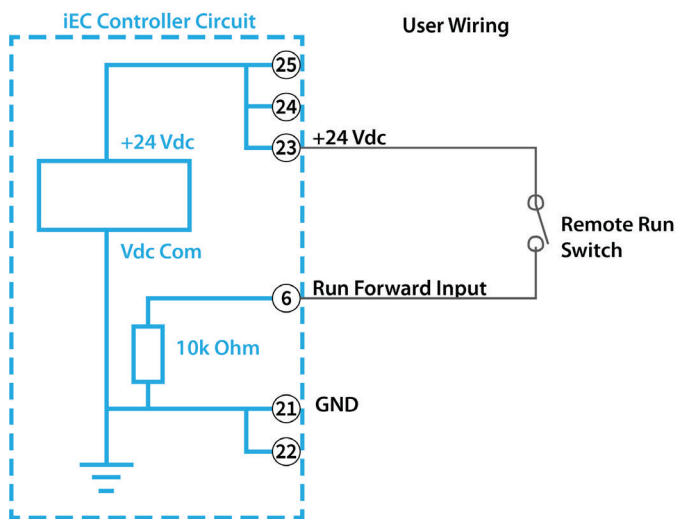 iEC Controller Circuit
User Wiring
25
24
23
+24 Vdc
+24 Vdc
Remote Run
Switch
Vdc Com
6
Run Forward Input
10k Ohm
21
GND
22